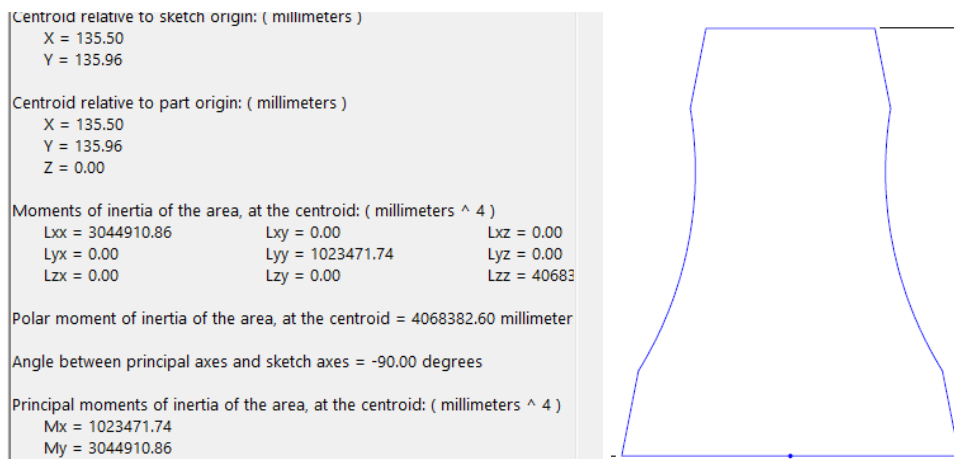 Centroid relative to sketch origin: ( millimeters )
X = 135.50
Y = 135.96
Centroid relative to part origin: ( millimeters )
X = 135.50
Y = 135.96
Z = 0.00
Moments of inertia of the area, at the centroid: ( millimeters ^ 4 )
Lxx = 3044910.86 Lxy = 0.00 Lxz = 0.00
Lyx = 0.00 Lyy = 1023471.74 Lyz = 0.00
Lzx = 0.00 Lzy = 0.00 Lzz = 40683
Polar moment of inertia of the area, at the centroid = 4068382.60 millimeter
Angle between principal axes and sketch axes = -90.00 degrees
Principal moments of inertia of the area, at the centroid: ( millimeters ^ 4 )
Mx = 1023471.74
My = 3044910.86